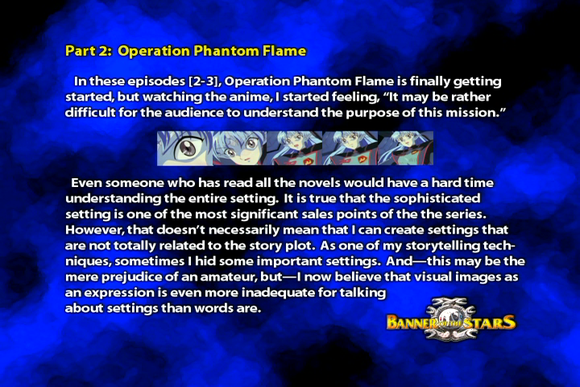 Part 2: Operation Phantom Flame
In these episodes [2-3], Operation Phantom Flame is finally getting
started, but watching the anime, I started feeling, “It may be rather
difficult for the audience to understand the purpose of this mission.”
Even someone who has read all the novels would have a hard time
understanding the entire setting. It is true that the sophisticated
setting is one of the most significant sales points of the the series.
However, that doesn’t necessarily mean that I can create settings that
are not totally related to the story plot. As one of my storytelling tech-
niques, sometimes I hid some important settings. And—this may be the
mere prejudice of an amateur, but—I now believe that visual images as
an expression is even more inadequate for talking
about settings than words are.
BANNER OF THE STARS